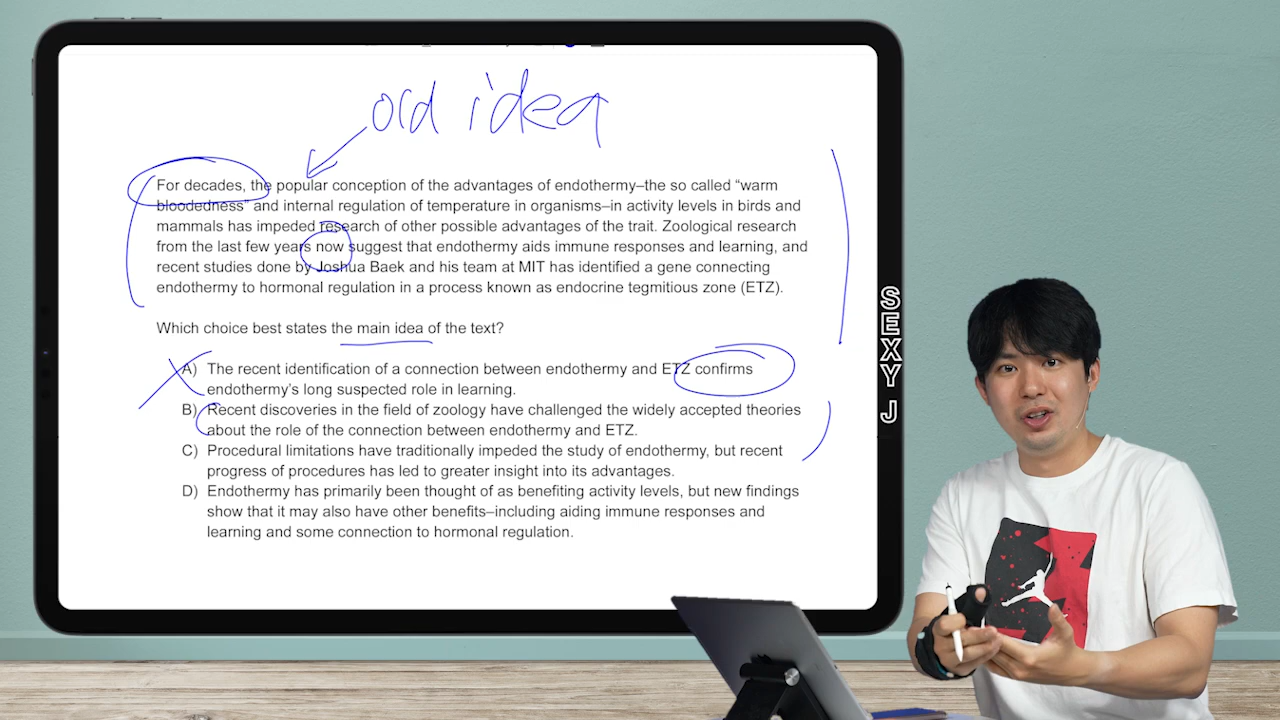 old idea
For decades, the popular conception of the advantages of endothermy–the so called “warm
bloodedness” and internal regulation of temperature in organisms–in activity levels in birds and
mammals has impeded research of other possible advantages of the trait. Zoological research
from the last few years now suggest that endothermy aids immune responses and learning, and
recent studies done by Joshua Baek and his team at MIT has identified a gene connecting
endothermy to hormonal regulation in a process known as endocrine tegmitious zone (ETZ).
Which choice best states the main idea of the text?
A) The recent identification of a connection between endothermy and ETZ confirms
endothermy’s long suspected role in learning.
B) Recent discoveries in the field of zoology have challenged the widely accepted theories
about the role of the connection between endothermy and ETZ.
C) Procedural limitations have traditionally impeded the study of endothermy, but recent
progress of procedures has led to greater insight into its advantages.
D) Endothermy has primarily been thought of as benefiting activity levels, but new findings
show that it may also have other benefits–including aiding immune responses and
learning and some connection to hormonal regulation.
SEXY J